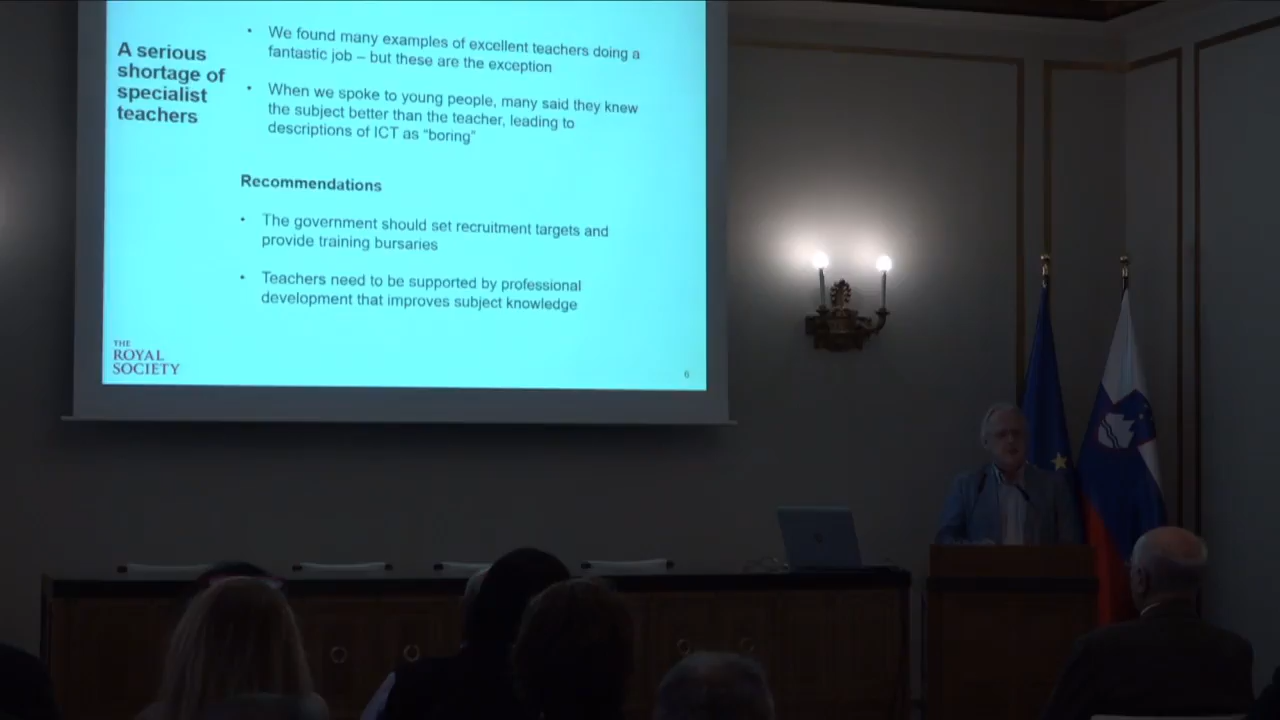 A serious
shortage of
specialist
teachers
• We found many examples of excellent teachers doing a
fantastic job – but these are the exception
• When we spoke to young people, many said they knew
the subject better than the teacher, leading to
descriptions of ICT as “boring”
Recommendations
• The government should set recruitment targets and
provide training bursaries
• Teachers need to be supported by professional
development that improves subject knowledge
THE
ROYAL
SOCIETY
6